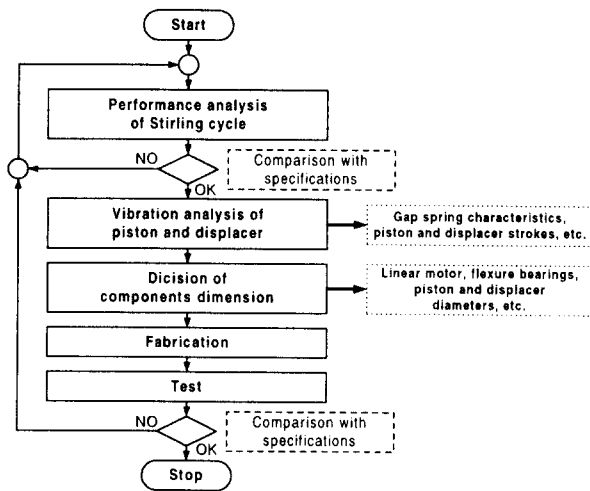 Start
Performance analysis
of Stirling cycle
NO
Comparison with
specifications
OK
Vibration analysis of
piston and displacer
Gap spring characteristics,
piston and displacer strokes, etc.
Dicision of
components dimension
Linear motor, flexure bearings,
piston and displacer
diameters, etc.
Fabrication
Test
NO
Comparison with
specifications
OK
Stop